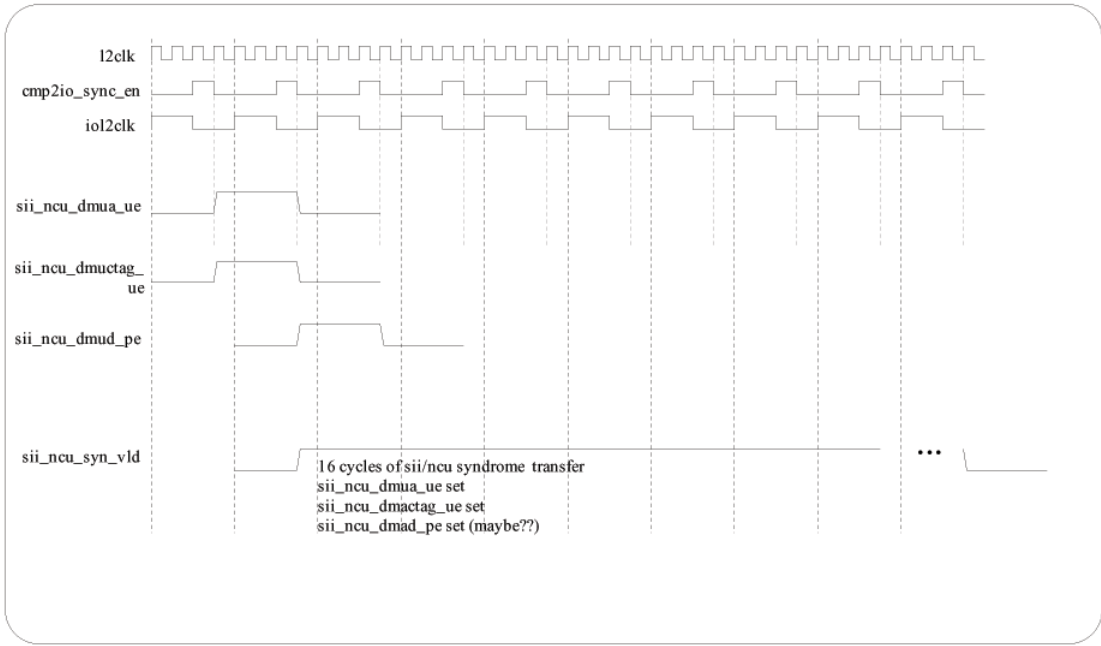 l2clk
cmp2io_sync_en
iol2clk
sii_ncu_dmua_ue
sii_ncu_dmuctag_
ue
sii_ncu_dmud_pe
sii_ncu_syn_vld
...
16 cycles of sii/ncu syndrome transfer
sii_ncu_dmua_ue set
sii_ncu_dmactag_ue set
sii_ncu_dmad_pe set (maybe??)